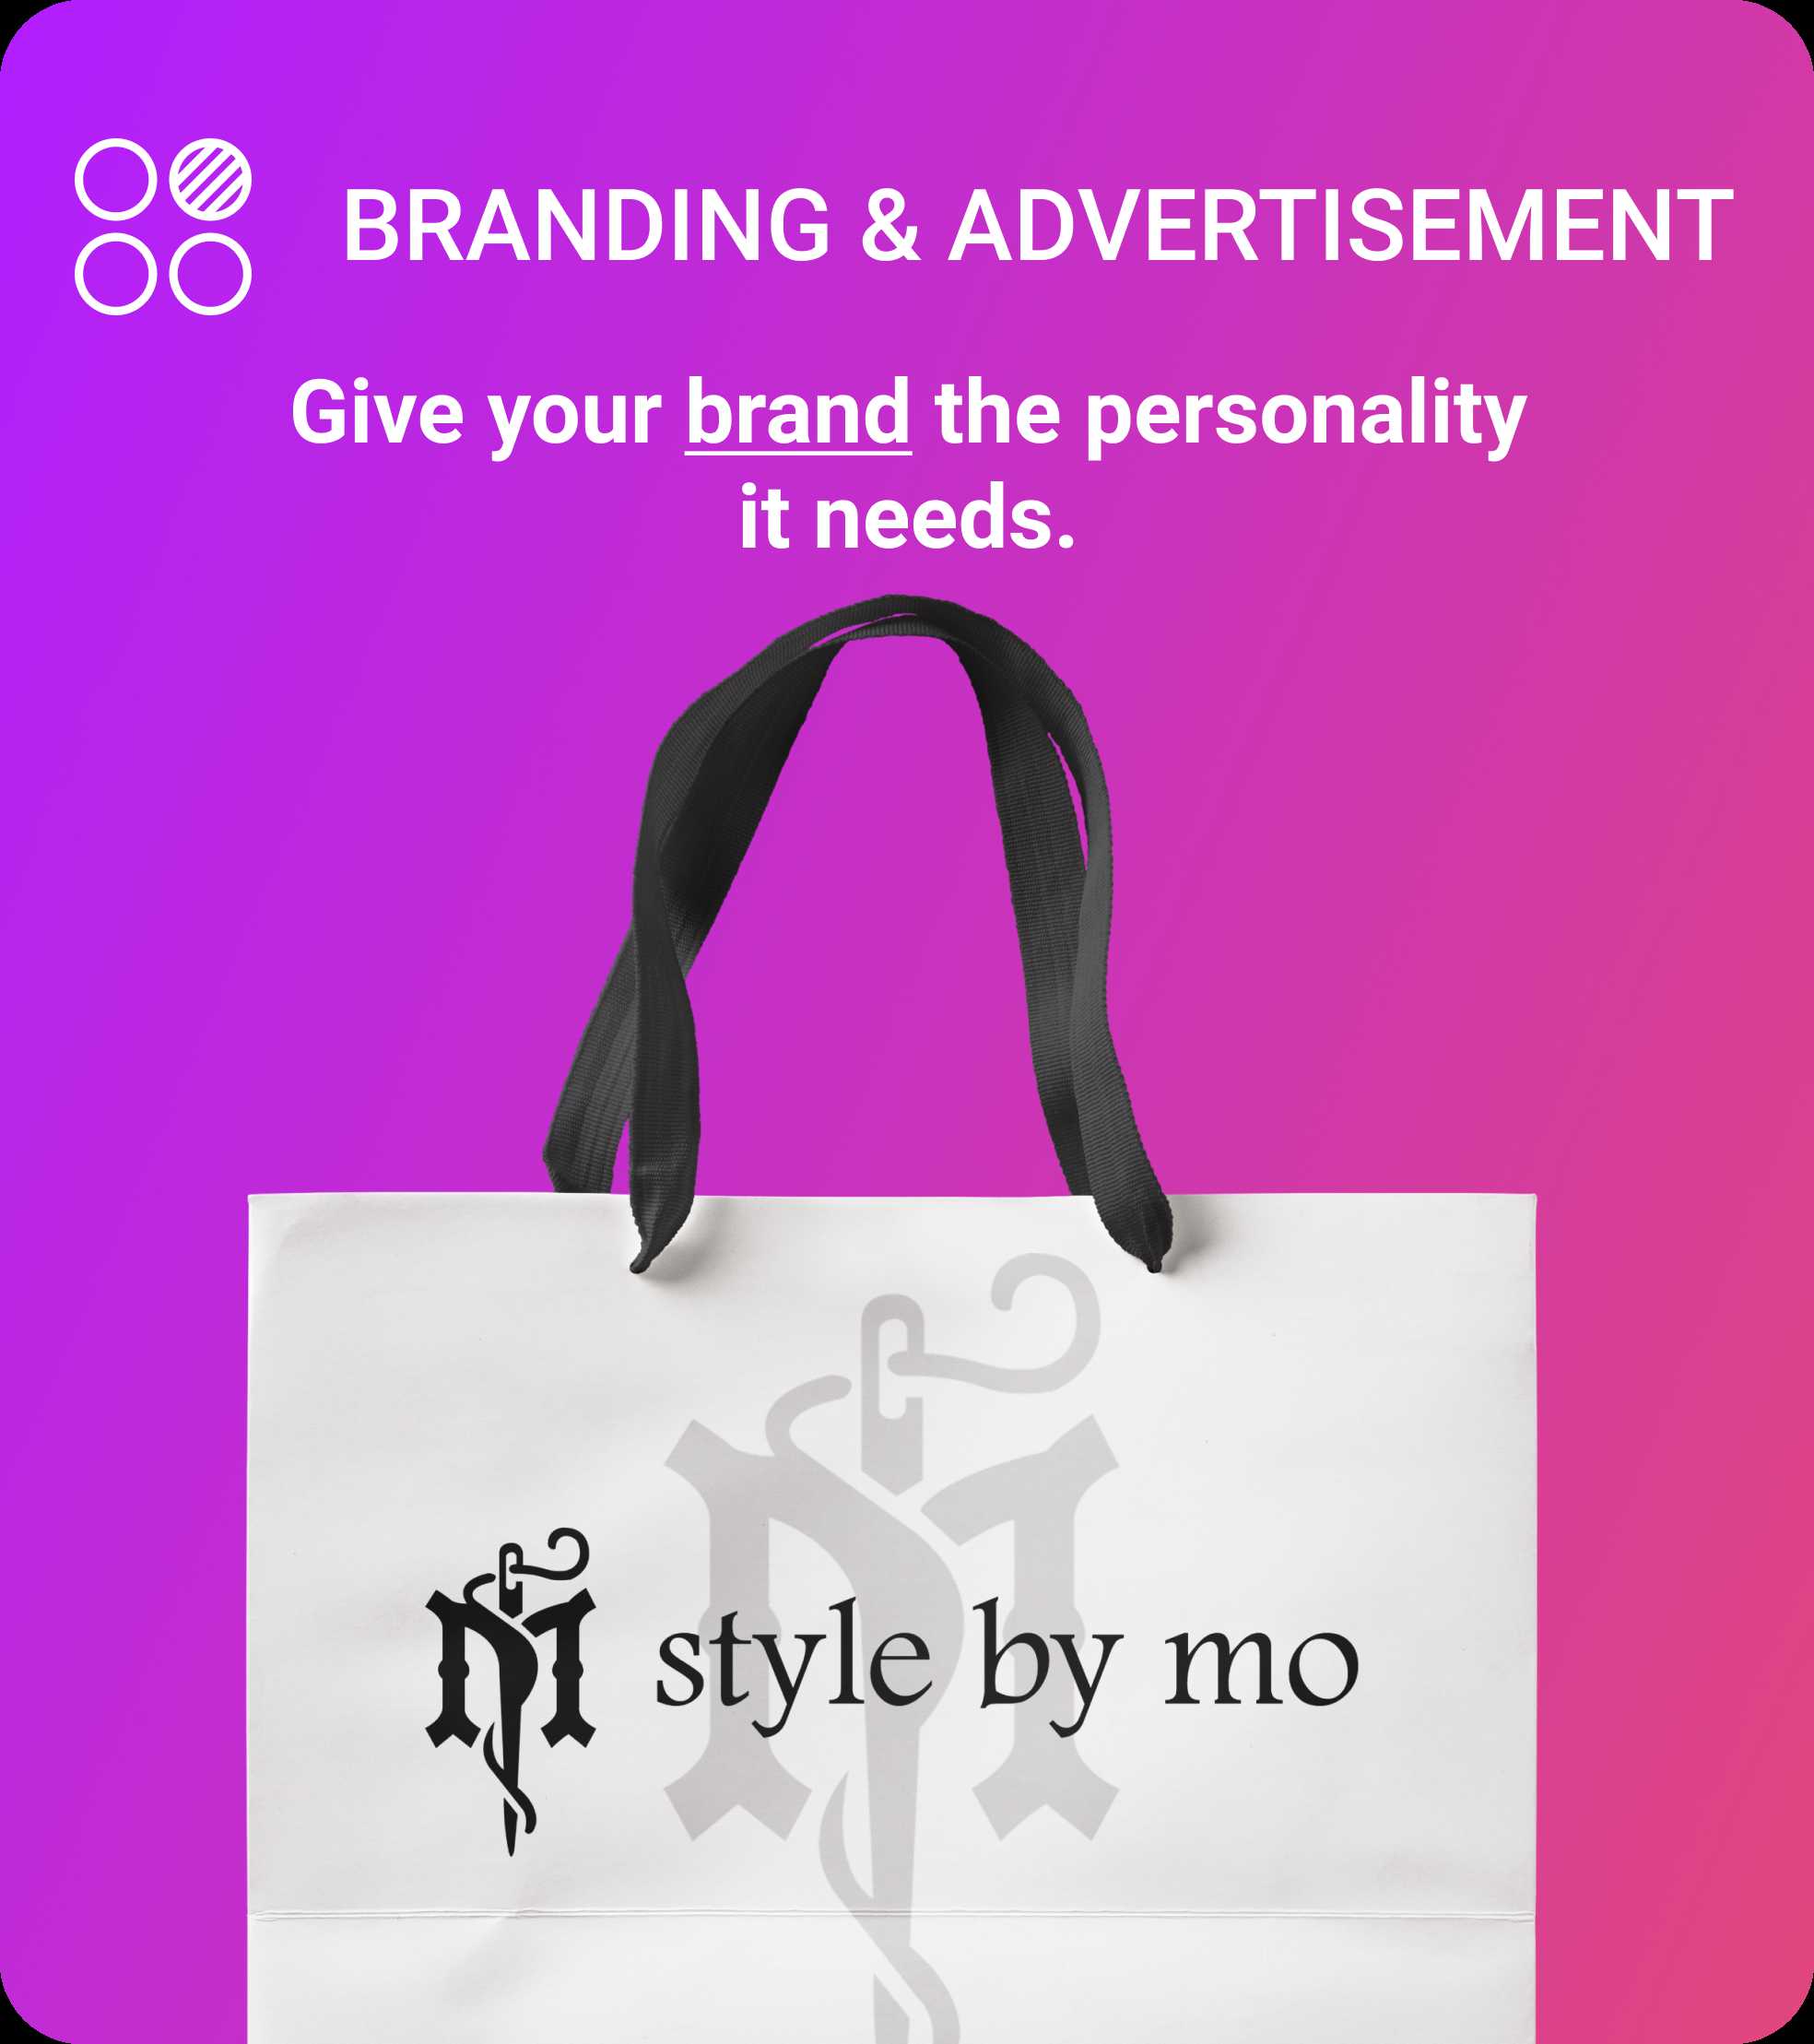 BRANDING & ADVERTISEMENT
Give your brand the personality
it needs.
M style by mo